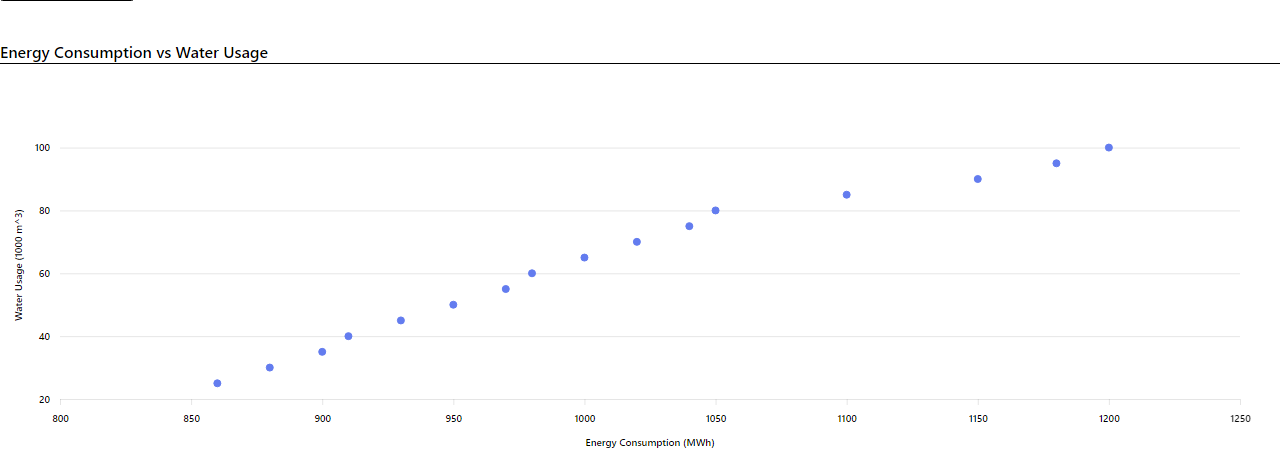 Energy Consumption vs Water Usage
100
80
60
40
20
Water Usage (1000 m^3)
800 850 900 950 1000 1050 1100 1150 1200 1250
Energy Consumption (MWh)